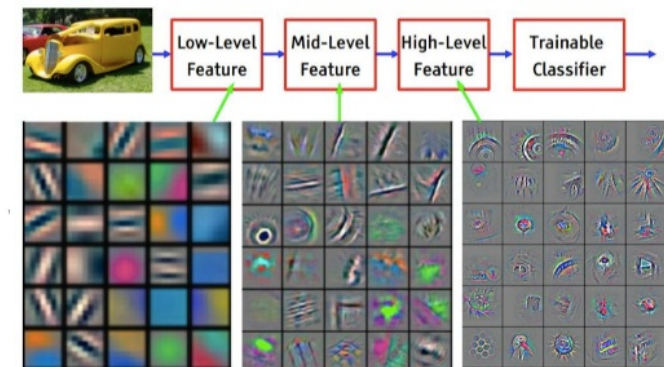 Low-Level
Feature
Mid-Level
Feature
High-Level
Feature
Trainable
Classifier